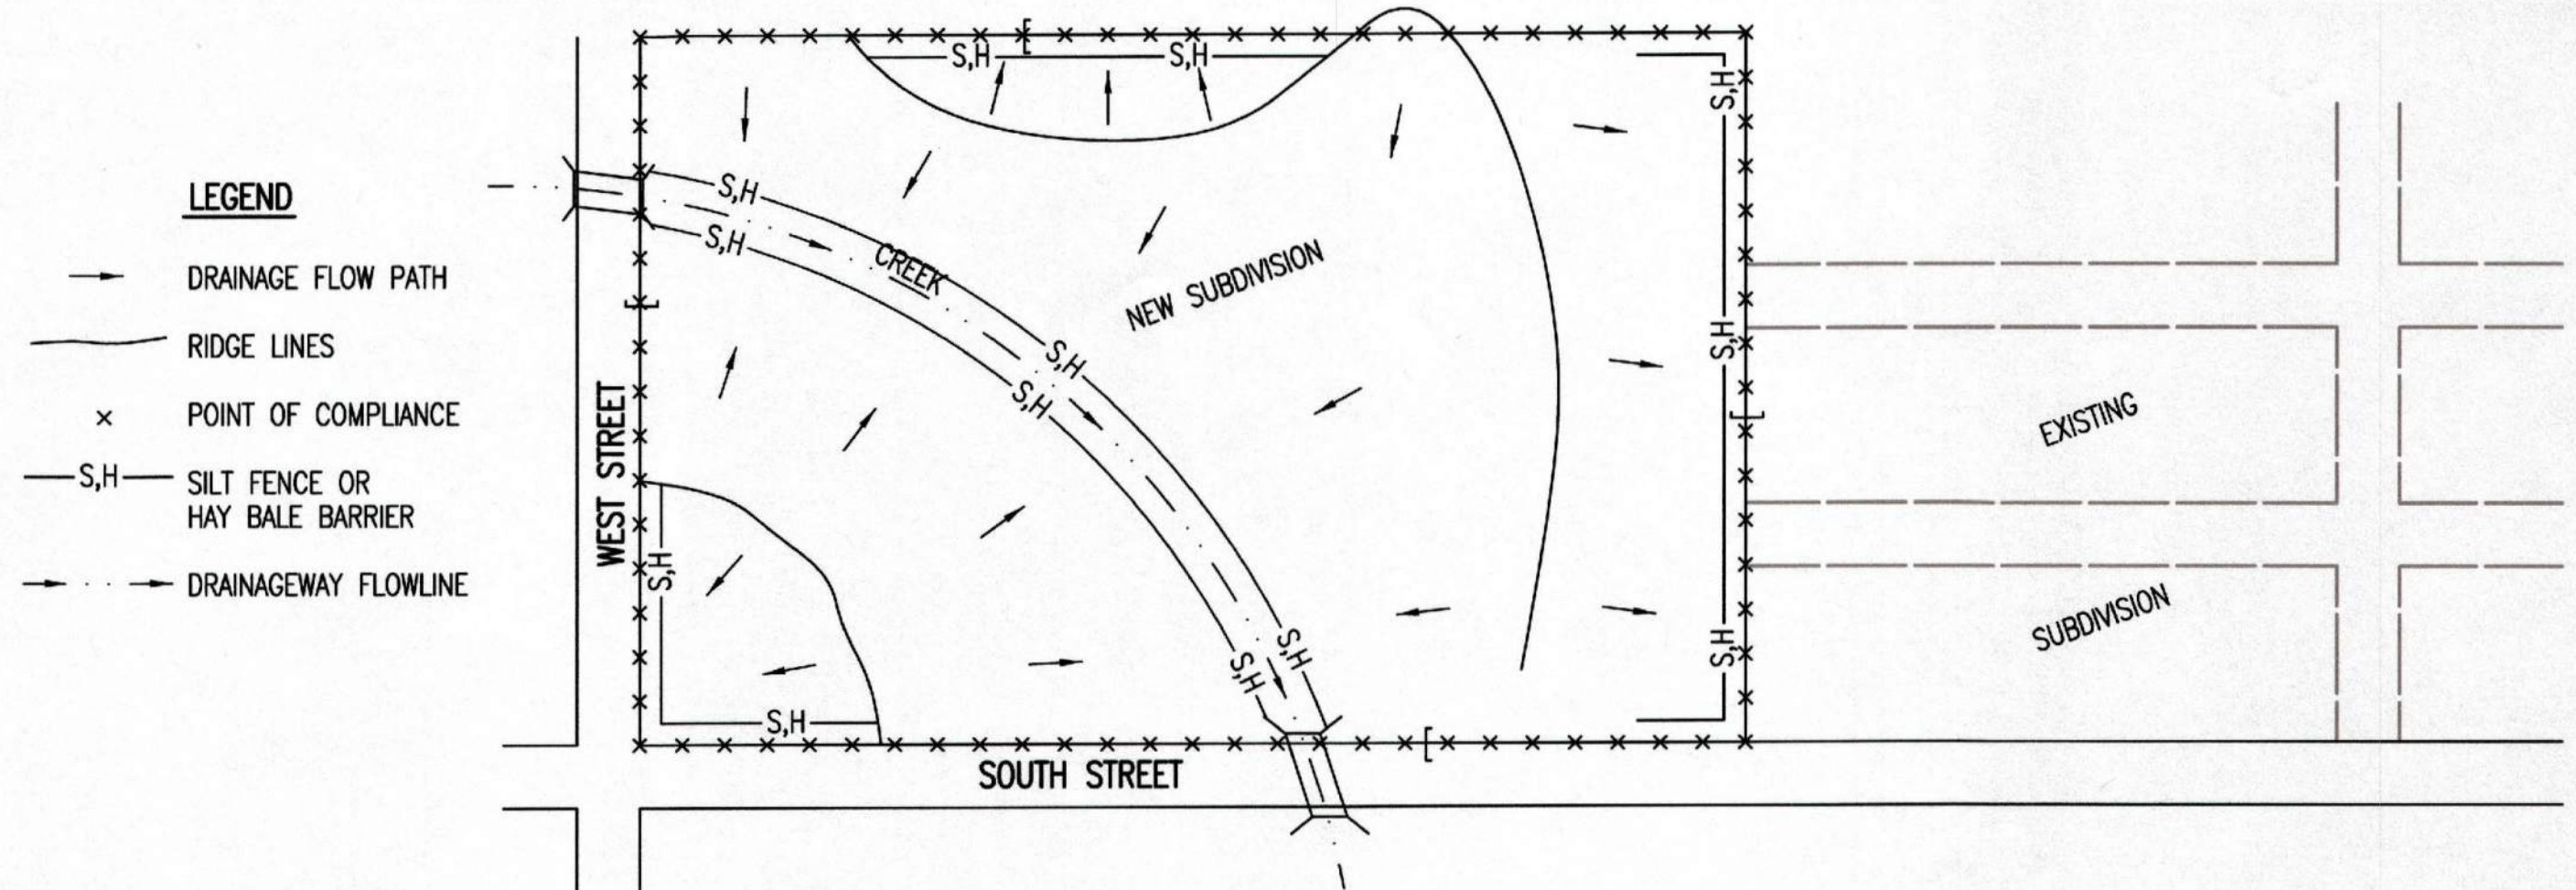 LEGEND
DRAINAGE FLOW PATH
RIDGE LINES
× POINT OF COMPLIANCE
S,H SILT FENCE OR
HAY BALE BARRIER
DRAINAGEWAY FLOWLINE
WEST STREET
S,H
S,H
S,H
S,H
CREEK
S,H
S,H
S,H
S,H
NEW SUBDIVISION
S,H
S,H
S,H
S,H
S,H
SOUTH STREET
EXISTING
SUBDIVISION
S,H
S,H